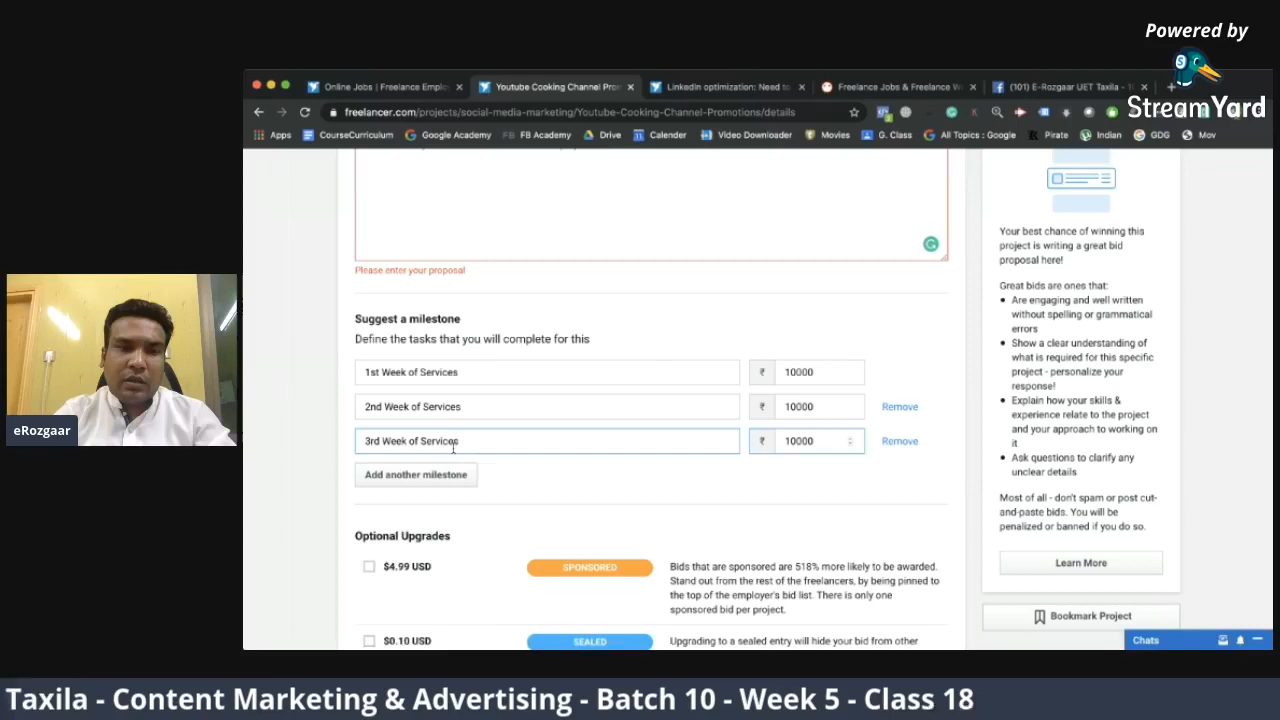 Powered by
StreamYard
Online Jobs | Freelance Emplo
Youtube Cooking Channel Pro
LinkedIn optimization: Need to
Freelance Jobs & Freelance W
(101) E-Rozgaar UET Taxila -
freelancer.com/projects/social-media-marketing/Youtube-Cooking-Channel-Promotions/details
Apps CourseCurriculum Google Academy FB Academy Drive Calender Video Downloader Movies G. Class All Topics : Google Pirate Indian GDG Mov
Please enter your proposal
Suggest a milestone
Define the tasks that you will complete for this
1st Week of Services ₹ 10000
2nd Week of Services ₹ 10000 Remove
3rd Week of Services ₹ 10000 Remove
Add another milestone
Optional Upgrades
$4.99 USD
SPONSORED
Bids that are sponsored are 518% more likely to be awarded.
Stand out from the rest of the freelancers, by being pinned to
the top of the employer's bid list. There is only one
sponsored bid per project.
$0.10 USD
SEALED
Upgrading to a sealed entry will hide your bid from other
Your best chance of winning this
project is writing a great bid
proposal here!
Great bids are ones that:
Are engaging and well written
without spelling or grammatical
errors
Show a clear understanding of
what is required for this specific
project - personalize your
response!
Explain how your skills &
experience relate to the project
and your approach to working on
it
Ask questions to clarify any
unclear details
Most of all - don't spam or post cut-
and-paste bids. You will be
penalized or banned if you do so.
Learn More
Bookmark Project
Chats
eRozgaar
Taxila - Content Marketing & Advertising - Batch 10 - Week 5 - Class 18